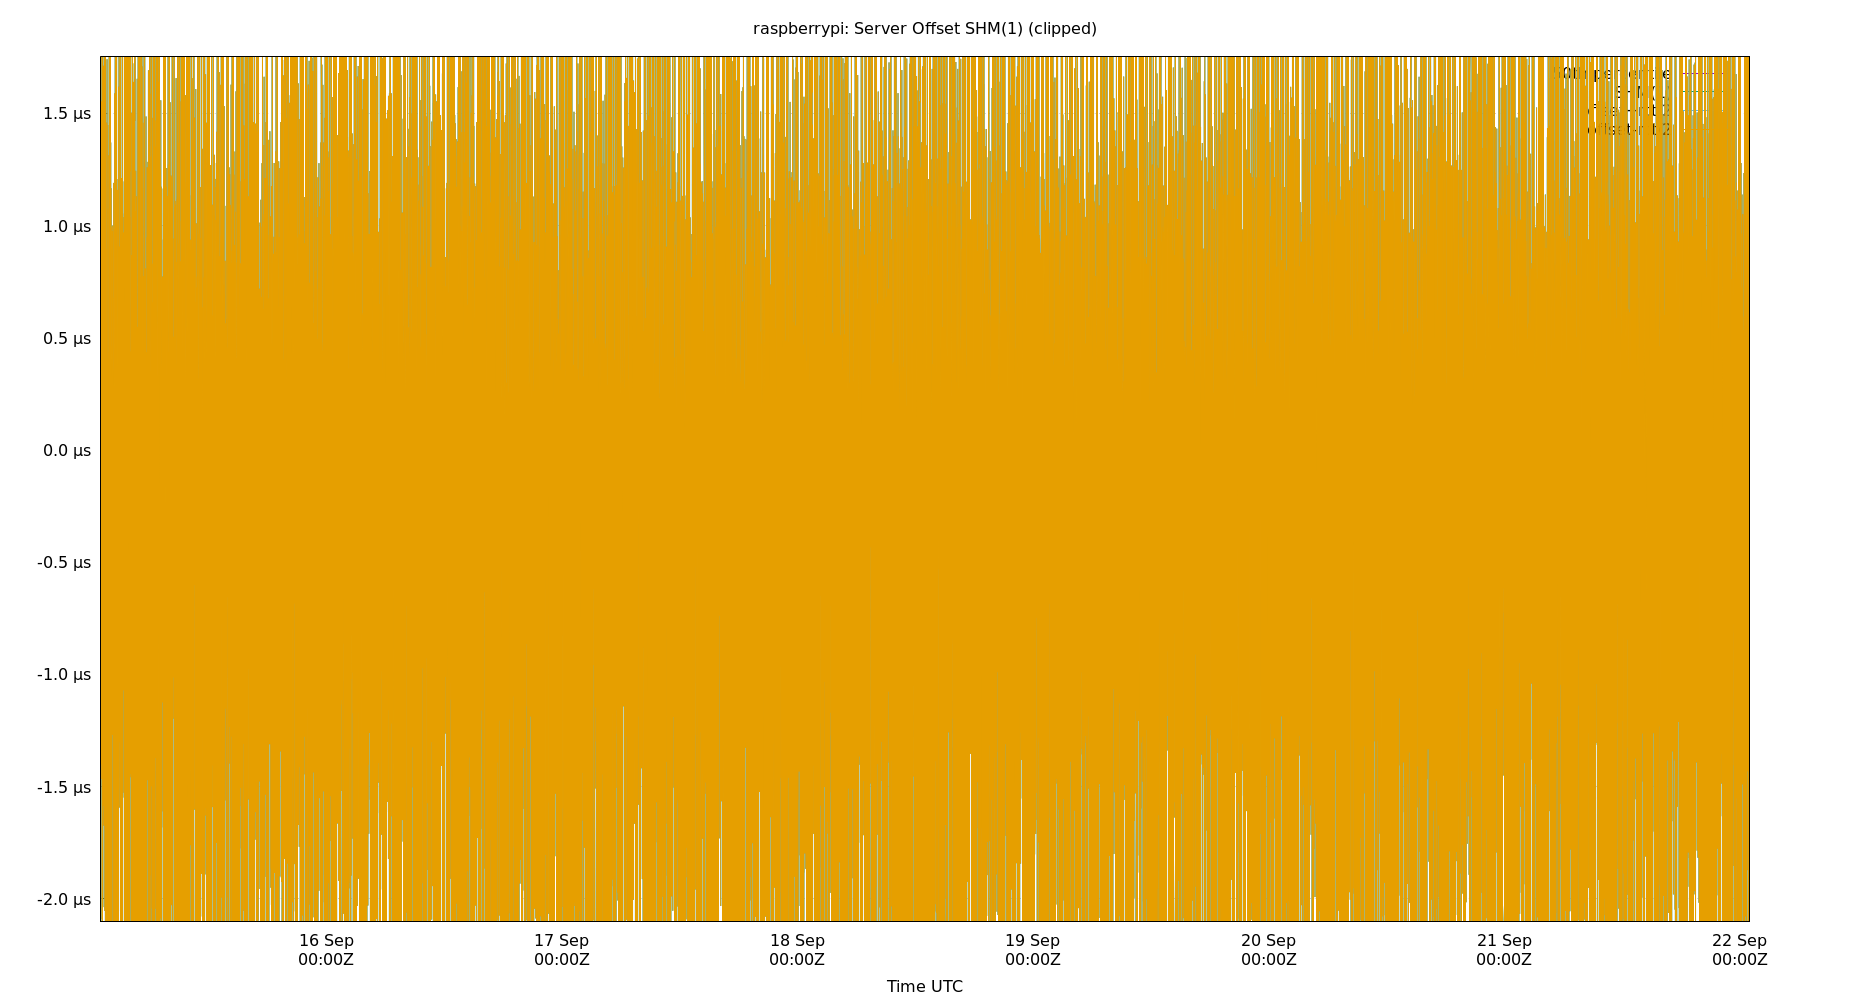 raspberrypi: Server Offset SHM(1) (clipped)
1.5 µs
1.0 µs
0.5 µs
0.0 µs
-0.5 µs
-1.0 µs
-1.5 µs
-2.0 µs
16 Sep
00:00Z
17 Sep
00:00Z
18 Sep
00:00Z
19 Sep
00:00Z
20 Sep
00:00Z
21 Sep
00:00Z
22 Sep
00:00Z
Time UTC